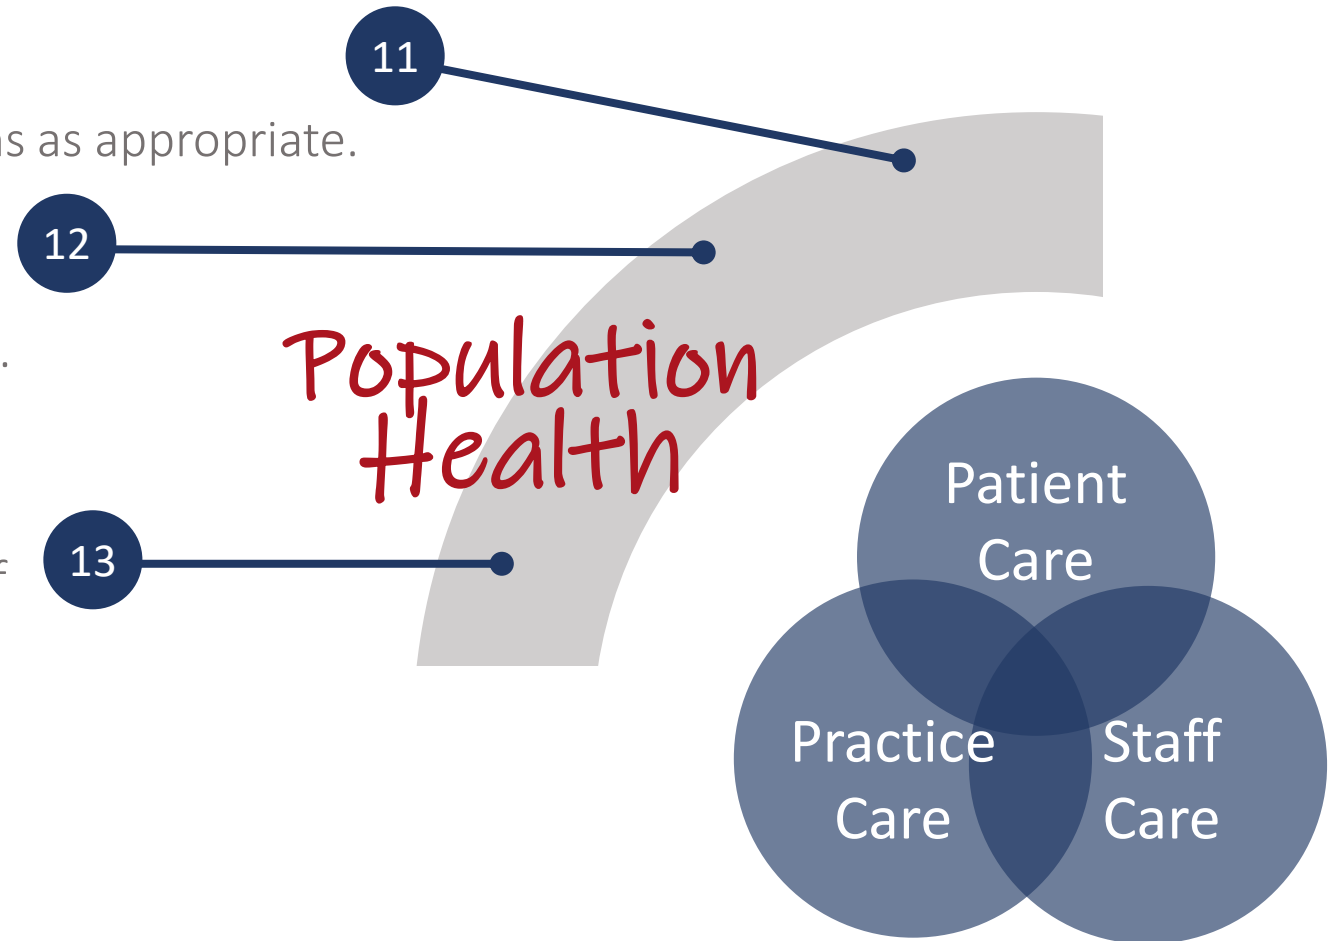 11
as appropriate.
12
Population
Health
13
Patient
Care
Practice
Care
Staff
Care